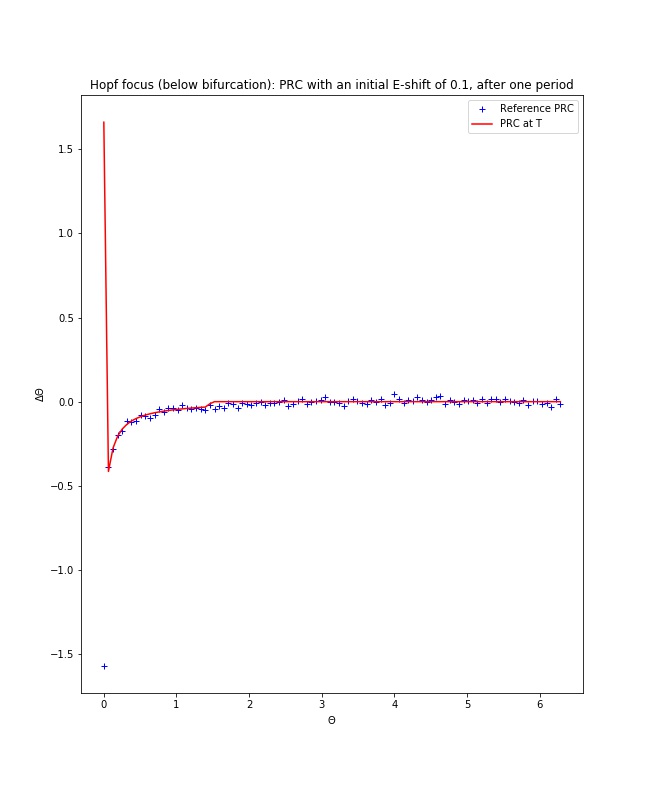 Hopf focus (below bifurcation): PRC with an initial E-shift of 0.1, after one period
Reference PRC
PRC at T
1.5
1.0
0.5
0.0
−0.5
−1.0
−1.5
ΔΘ
0 1 2 3 4 5 6
Θ